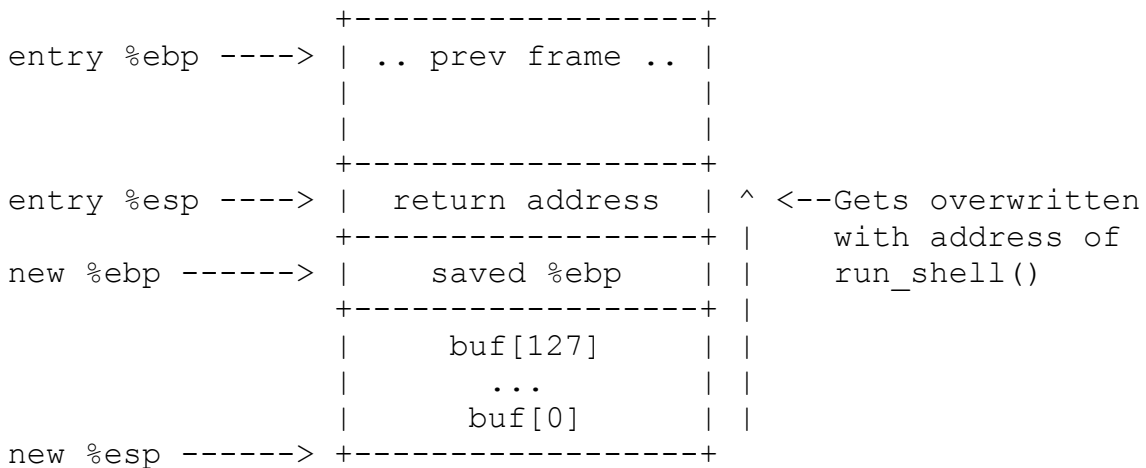 +------------------+
entry %ebp ----> | .. prev frame .. |
                 |                  |
                 |                  |
                 +------------------+
entry %esp ----> |  return address  | ^ <--Gets overwritten
                 +------------------+ |    with address of
new %ebp ------> |    saved %ebp    | |    run_shell()
                 +------------------+ |
                 |     buf[127]     | |
                 |       ...        | |
                 |      buf[0]      | |
new %esp ------> +------------------+